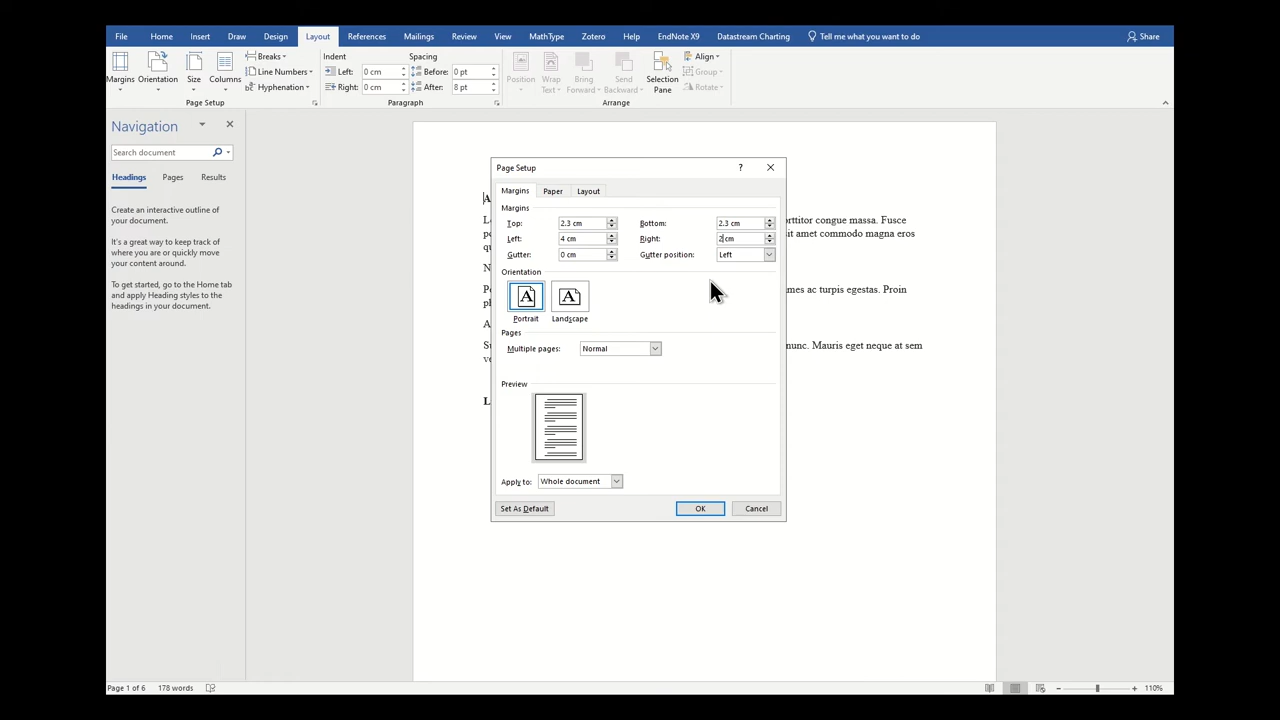 File Home Insert Draw Design Layout References Mailings Review View MathType Zotero Help EndNote X9 Datastream Charting Tell me what you want to do Share
Margins Orientation Size Columns
Breaks
Line Numbers
Hyphenation
Page Setup
Indent
Left: 0 cm
Right: 0 cm
Spacing
Before: 0 pt
After: 8 pt
Paragraph
Position
Wrap Text
Bring Forward
Send Backward
Selection Pane
Align
Group
Rotate
Arrange
Navigation
Search document
Headings Pages Results
Create an interactive outline of
your document.
It's a great way to keep track of
where you are or quickly move
your content around.
To get started, go to the Home tab
and apply Heading styles to the
headings in your document.
Page Setup ?
Margins Paper Layout
Margins
Top: 2.3 cm Bottom: 2.3 cm
Left: 4 cm Right: 2 cm
Gutter: 0 cm Gutter position: Left
Orientation
A A
Portrait Landscape
Pages
Multiple pages: Normal
Preview
Apply to: Whole document
Set As Default OK Cancel
A
porttitor congue massa. Fusce
sit amet commodo magna eros
ac turpis egestas. Proin
nunc. Mauris eget neque at sem
L
Page 1 of 6 178 words 110%